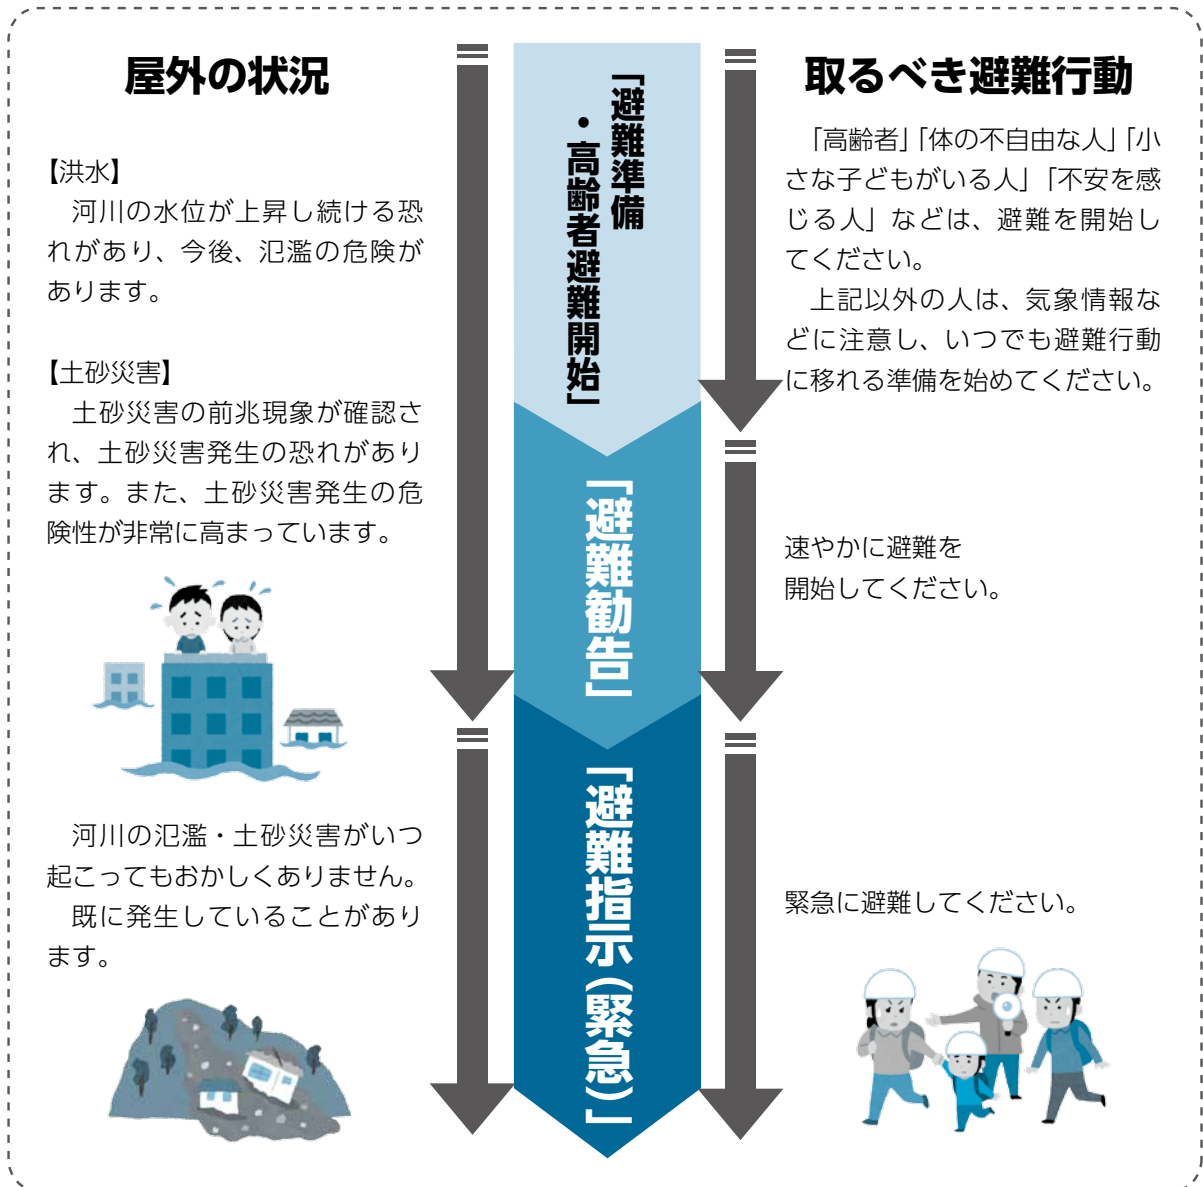 屋外の状況
【洪水】
　河川の水位が上昇し続ける恐
れがあり、今後、氾濫の危険が
あります。
【土砂災害】
　土砂災害の前兆現象が確認さ
れ、土砂災害発生の恐れがあり
ます。また、土砂災害発生の危
険性が非常に高まっています。
　河川の氾濫・土砂災害がいつ
起こってもおかしくありません。
　既に発生していることがあり
ます。
「避難準備
・高齢者避難開始」
「避難勧告」
「避難指示(緊急)」
取るべき避難行動
　「高齢者」「体の不自由な人」「小
さな子どもがいる人」「不安を感
じる人」などは、避難を開始し
てください。
　上記以外の人は、気象情報な
どに注意し、いつでも避難行動
に移れる準備を始めてください。
速やかに避難を
開始してください。
緊急に避難してください。